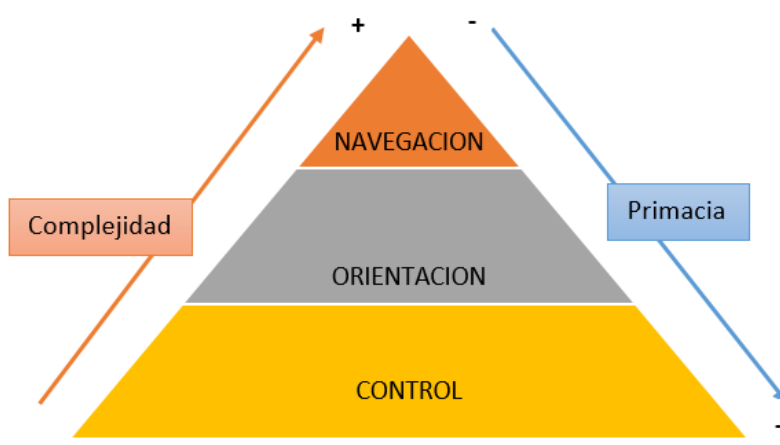 +
-
NAVEGACION
Complejidad
Primacia
ORIENTACION
CONTROL